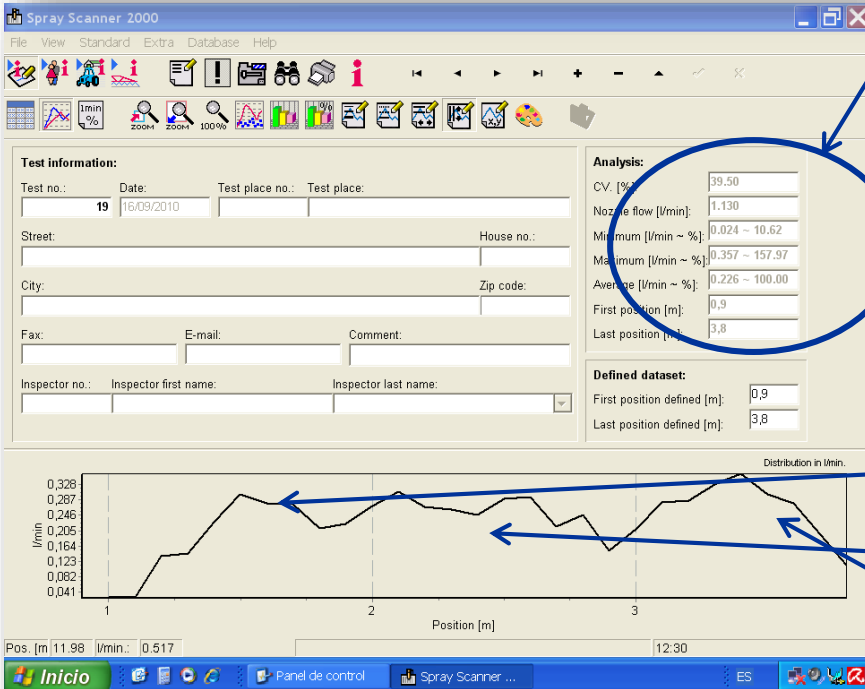 Spray Scanner 2000
File View Standard Extra Database Help
1min %
ZOOM ZOOM 100% % x,y
Test information:
Test no.: Date: Test place no.: Test place:
19 16/09/2010
Street: House no.:
City: Zip code:
Fax: E-mail: Comment:
Inspector no.: Inspector first name: Inspector last name:
Analysis:
CV. [%]: 39.50
Nozzle flow [l/min]: 1.130
Minimum [l/min ~ %]: 0.024 ~ 10.62
Maximum [l/min ~ %]: 0.357 ~ 157.97
Average [l/min ~ %]: 0.226 ~ 100.00
First position [m]: 0,9
Last position [m]: 3,8
Defined dataset:
First position defined [m]: 0,9
Last position defined [m]: 3,8
Distribution in l/min.
0,328
0,287
0,246
0,205
0,164
0,123
0,082
0,041
l/min
1 2 3
Position [m]
Pos. [m 11.98 l/min.: 0.517 12:30
Inicio Panel de control Spray Scanner ... ES